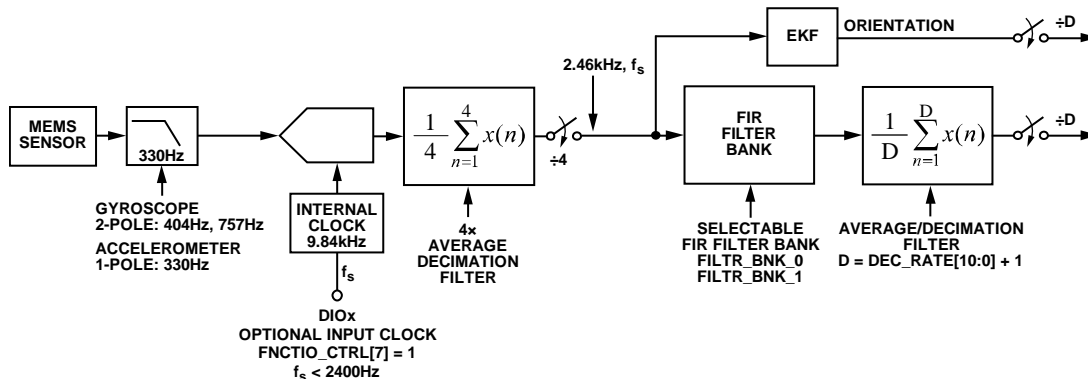 MEMS
SENSOR
330Hz
GYROSCOPE
2-POLE: 404Hz, 757Hz
ACCELEROMETER
1-POLE: 330Hz
INTERNAL
CLOCK
9.84kHz
fs
DIOx
OPTIONAL INPUT CLOCK
FNCTIO_CTRL[7] = 1
fs < 2400Hz
1/4 4∑n=1 x(n)
4×
AVERAGE
DECIMATION
FILTER
÷4
2.46kHz, fs
EKF
ORIENTATION
÷D
FIR
FILTER
BANK
SELECTABLE
FIR FILTER BANK
FILTR_BNK_0
FILTR_BNK_1
1/D D∑n=1 x(n)
AVERAGE/DECIMATION
FILTER
D = DEC_RATE[10:0] + 1
÷D